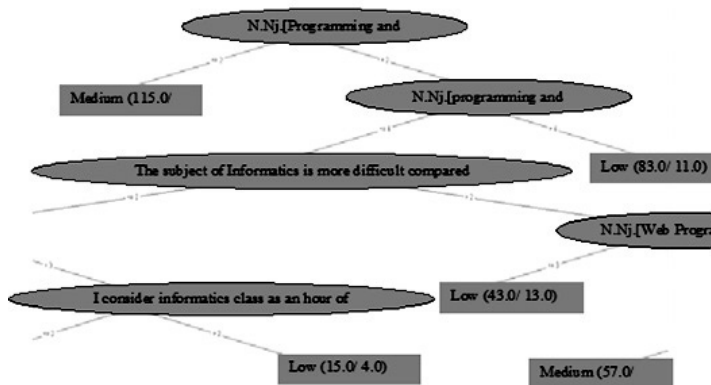 N.Nj.[Programming and
Medium (115.0/
N.Nj.[programming and
The subject of Informatics is more difficult compared
Low (83.0/ 11.0)
N.Nj.[Web Progra
I consider informatics class as an hour of
Low (43.0/ 13.0)
Low (15.0/ 4.0)
Medium (57.0/